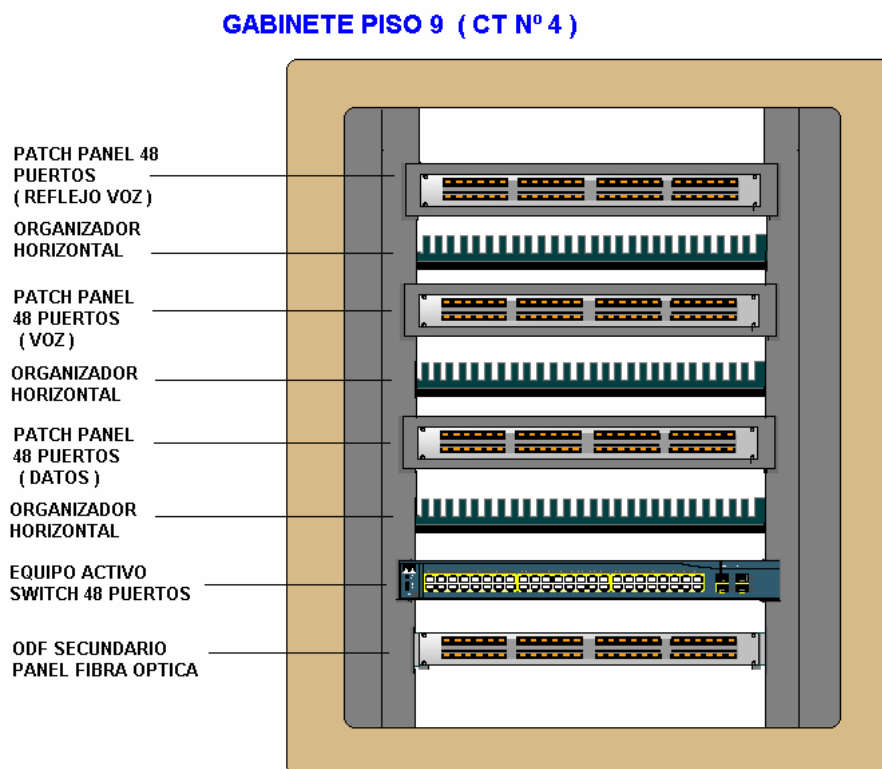 GABINETE PISO 9 ( CT Nº 4 )
PATCH PANEL 48
PUERTOS
( REFLEJO VOZ )
ORGANIZADOR
HORIZONTAL
PATCH PANEL
48 PUERTOS
( VOZ )
ORGANIZADOR
HORIZONTAL
PATCH PANEL
48 PUERTOS
( DATOS )
ORGANIZADOR
HORIZONTAL
EQUIPO ACTIVO
SWITCH 48 PUERTOS
ODF SECUNDARIO
PANEL FIBRA OPTICA